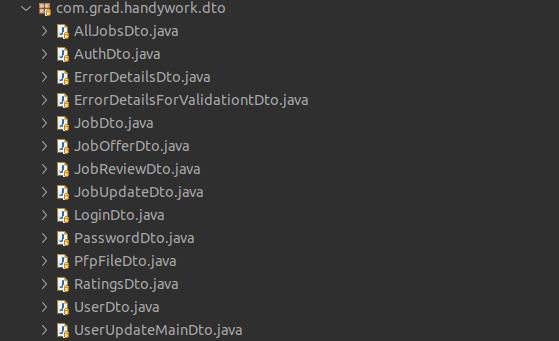 com.grad.handywork.dto
AllJobsDto.java
AuthDto.java
ErrorDetailsDto.java
ErrorDetailsForValidationtDto.java
JobDto.java
JobOfferDto.java
JobReviewDto.java
JobUpdateDto.java
LoginDto.java
PasswordDto.java
PfpFileDto.java
RatingsDto.java
UserDto.java
UserUpdateMainDto.java